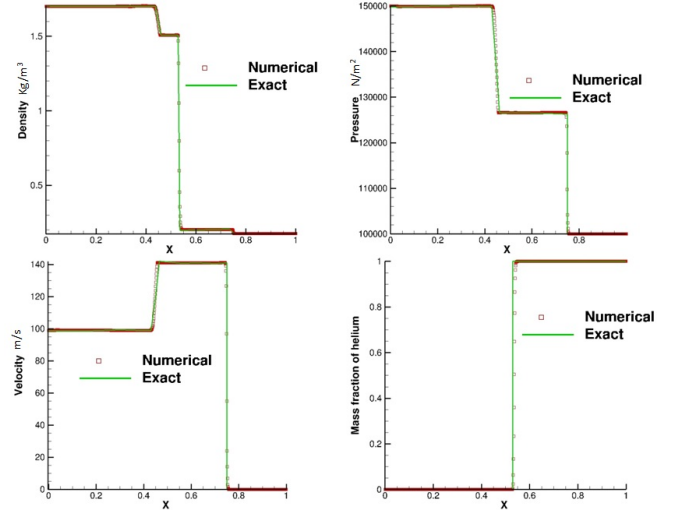 1.5
1
0.5
0
0.2
0.4
0.6
0.8
1
X
Density Kg/m³
Numerical
Exact
150000
140000
130000
120000
110000
100000
0
0.2
0.4
0.6
0.8
X
Pressure N/m²
Numerical
Exact
140
120
100
80
60
40
20
0
0
0.2
0.4
0.6
0.8
1
X
Velocity m/s
Numerical
Exact
1
0.8
0.6
0.4
0.2
0
0
0.2
0.4
0.6
0.8
X
Mass fraction of helium
Numerical
Exact